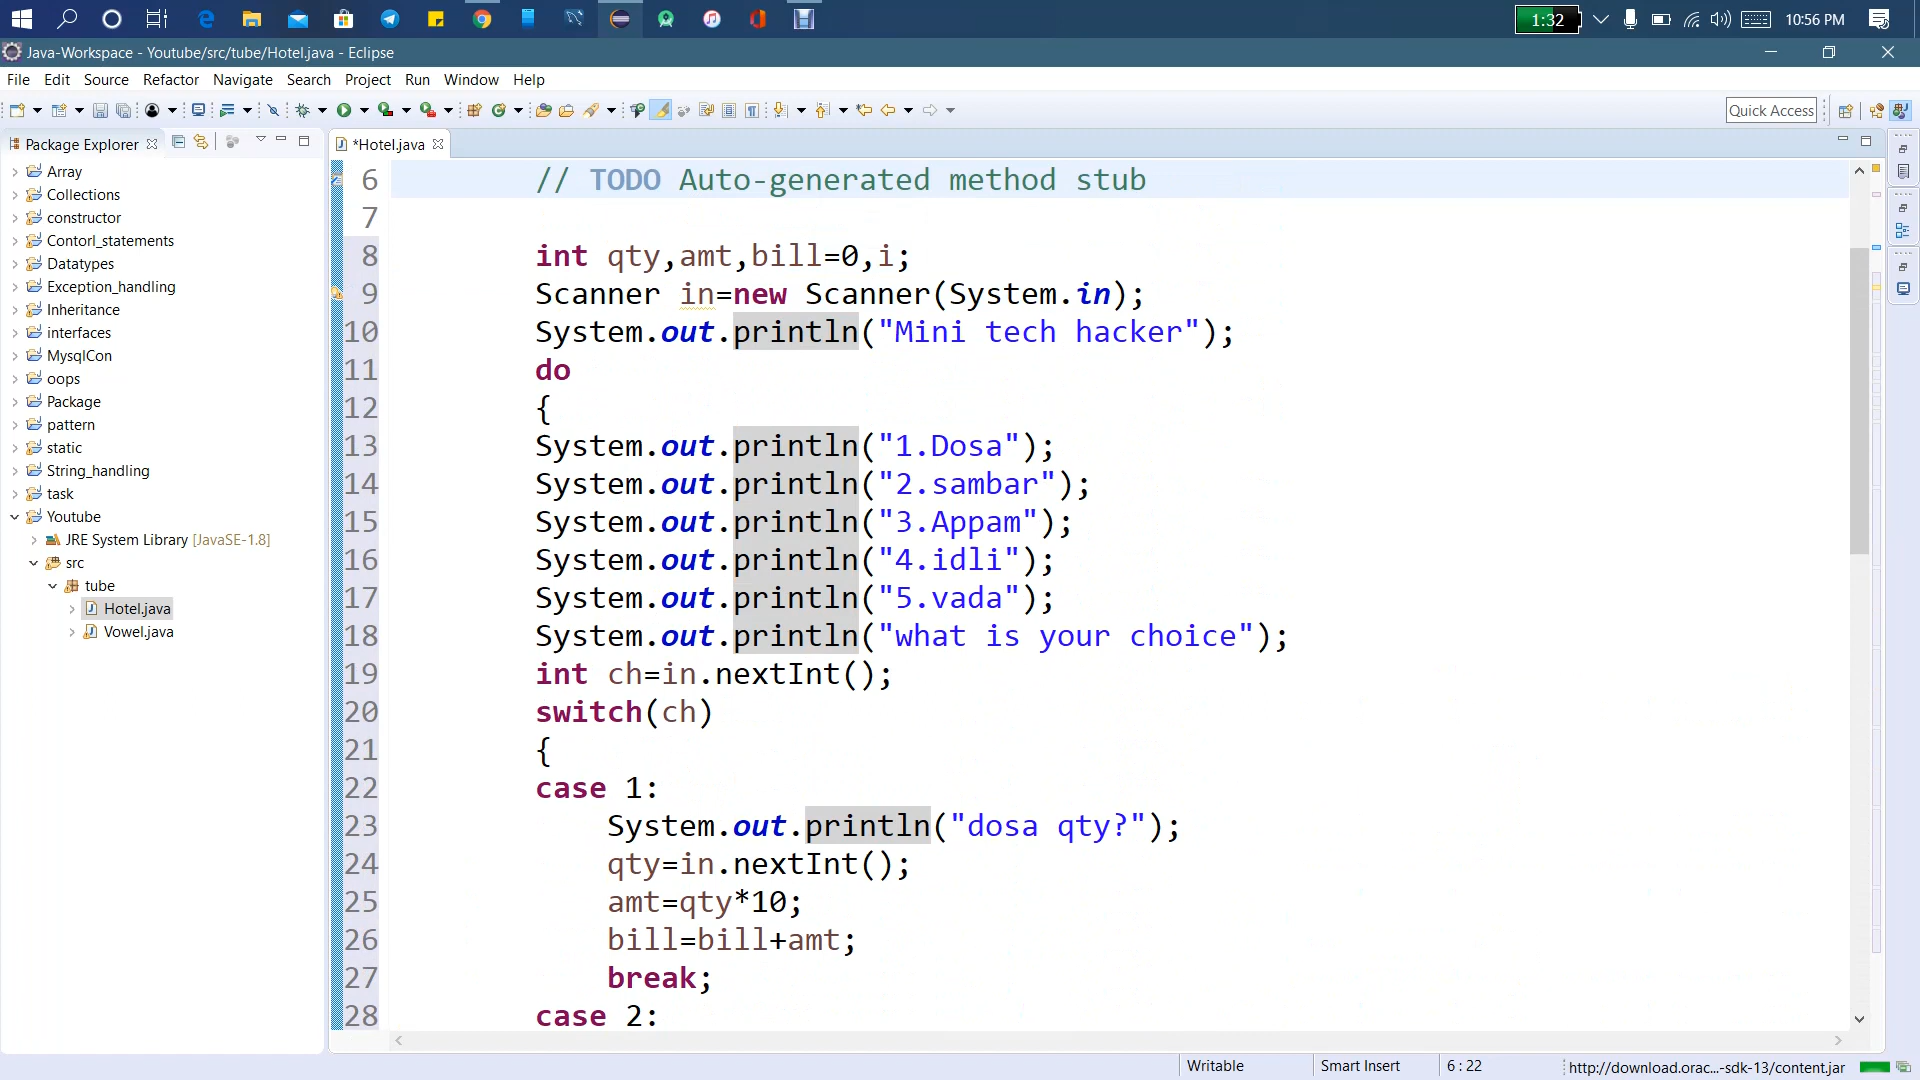 1:32
10:56 PM
Java-Workspace - Youtube/src/tube/Hotel.java - Eclipse
File Edit Source Refactor Navigate Search Project Run Window Help
Quick Access
Package Explorer
*Hotel.java
Array
Collections
constructor
Contorl_statements
Datatypes
Exception_handling
Inheritance
interfaces
MysqlCon
oops
Package
pattern
static
String_handling
task
Youtube
JRE System Library [JavaSE-1.8]
src
tube
Hotel.java
Vowel.java
6 // TODO Auto-generated method stub
7
8 int qty,amt,bill=0,i;
9 Scanner in=new Scanner(System.in);
10 System.out.println("Mini tech hacker");
11 do
12 {
13 System.out.println("1.Dosa");
14 System.out.println("2.sambar");
15 System.out.println("3.Appam");
16 System.out.println("4.idli");
17 System.out.println("5.vada");
18 System.out.println("what is your choice");
19 int ch=in.nextInt();
20 switch(ch)
21 {
22 case 1:
23 System.out.println("dosa qty?");
24 qty=in.nextInt();
25 amt=qty*10;
26 bill=bill+amt;
27 break;
28 case 2:
Writable Smart Insert 6 : 22 http://download.orac...-sdk-13/content.jar